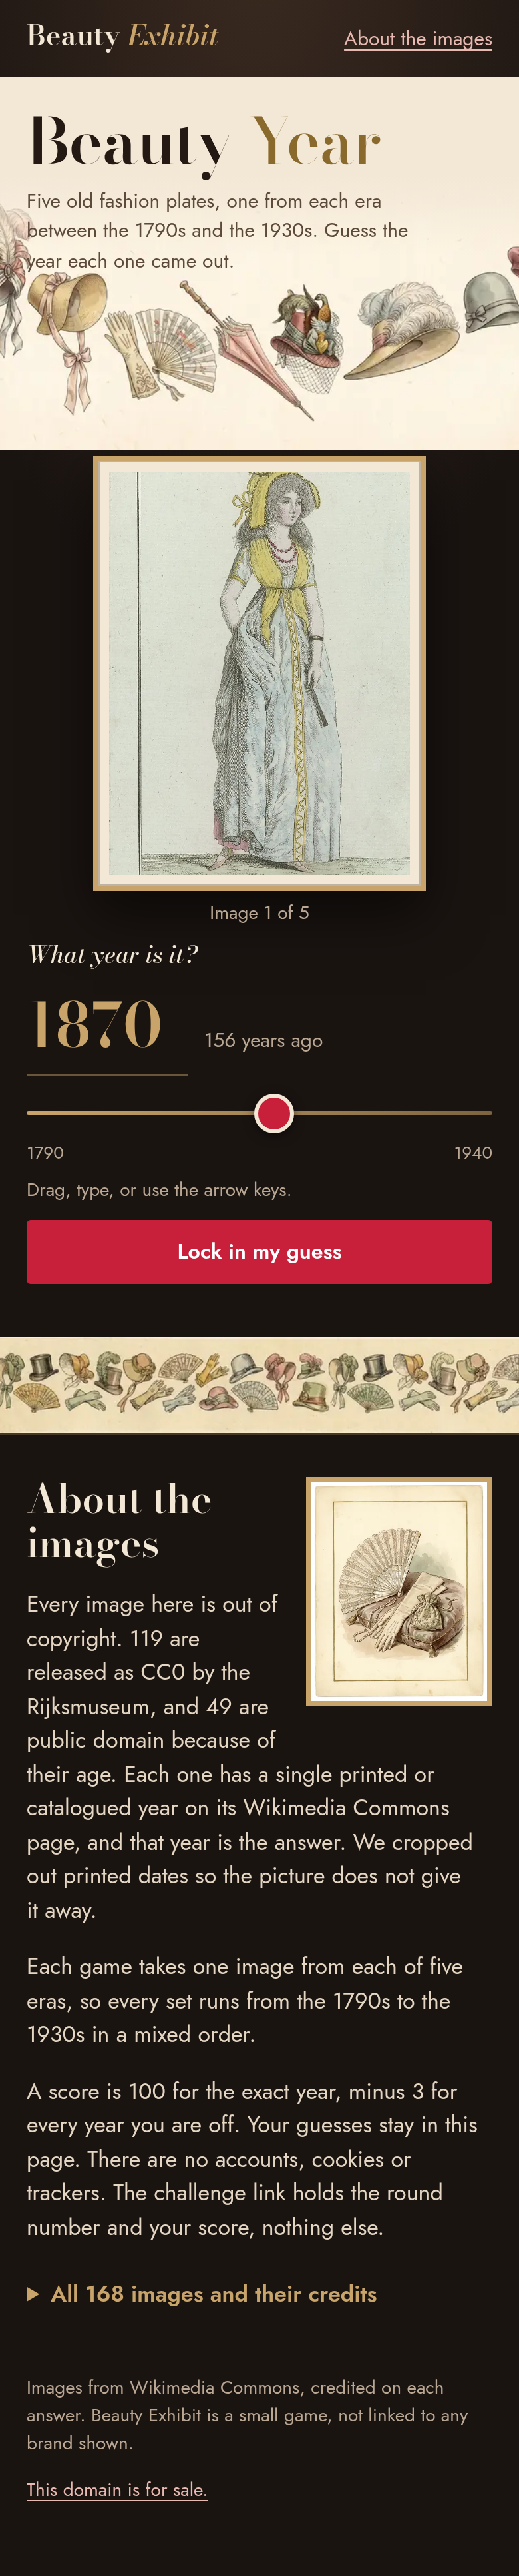 Beauty Exhibit
About the images
Beauty Year
Five old fashion plates, one from each era
between the 1790s and the 1930s. Guess the
year each one came out.
Image 1 of 5
What year is it?
1870
156 years ago
1790
1940
Drag, type, or use the arrow keys.
Lock in my guess
About the
images
Every image here is out of
copyright. 119 are
released as CC0 by the
Rijksmuseum, and 49 are
public domain because of
their age. Each one has a single printed or
catalogued year on its Wikimedia Commons
page, and that year is the answer. We cropped
out printed dates so the picture does not give
it away.
Each game takes one image from each of five
eras, so every set runs from the 1790s to the
1930s in a mixed order.
A score is 100 for the exact year, minus 3 for
every year you are off. Your guesses stay in this
page. There are no accounts, cookies or
trackers. The challenge link holds the round
number and your score, nothing else.
All 168 images and their credits
Images from Wikimedia Commons, credited on each
answer. Beauty Exhibit is a small game, not linked to any
brand shown.
This domain is for sale.